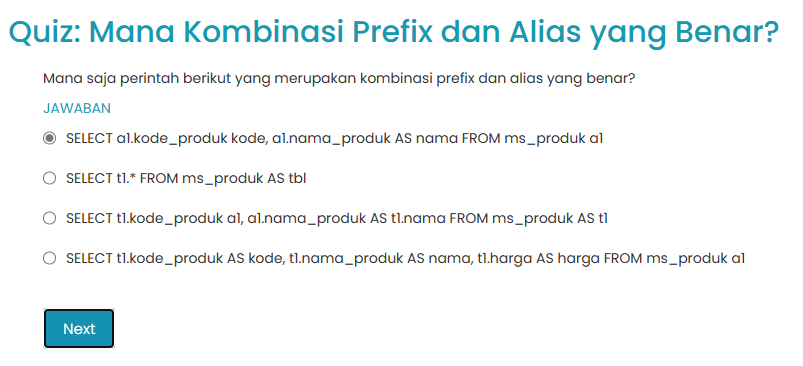 Quiz: Mana Kombinasi Prefix dan Alias yang Benar?
Mana saja perintah berikut yang merupakan kombinasi prefix dan alias yang benar?
JAWABAN
SELECT a1.kode_produk kode, a1.nama_produk AS nama FROM ms_produk a1
SELECT t1.* FROM ms_produk AS tbl
SELECT t1.kode_produk a1, a1.nama_produk AS t1.nama FROM ms_produk AS t1
SELECT t1.kode_produk AS kode, t1.nama_produk AS nama, t1.harga AS harga FROM ms_produk a1
Next